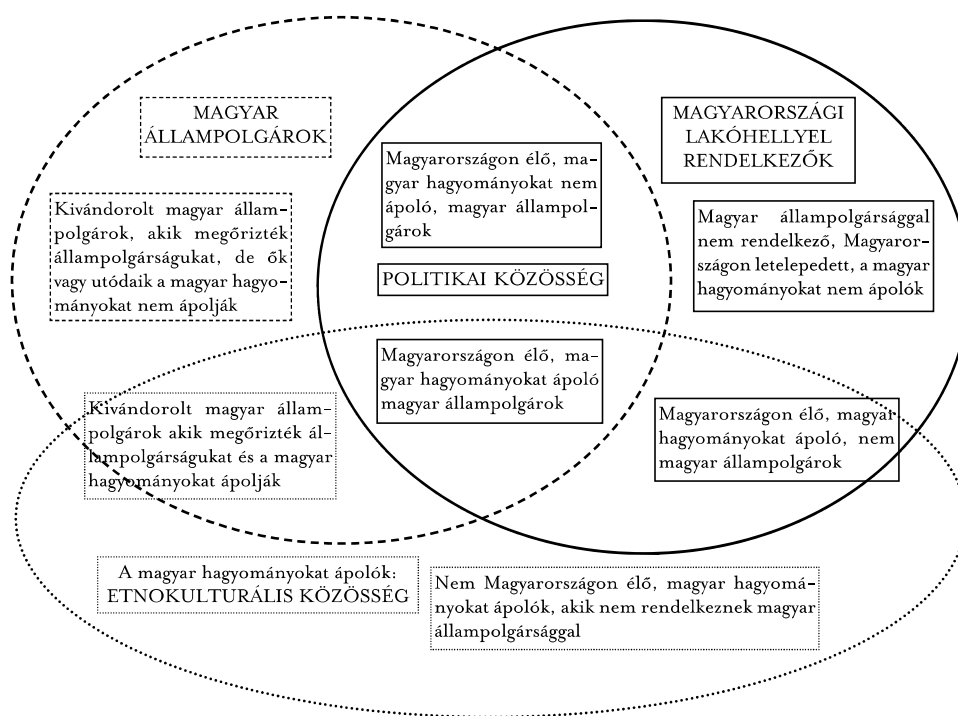 MAGYAR
ÁLLAMPOLGÁROK
MAGYARORSZÁGI
LAKÓHELLYEL
RENDELKEZŐK
Magyarországon élő, ma-
gyar hagyományokat nem
ápoló, magyar állampol-
gárok
Kivándorolt magyar állam-
polgárok, akik megőrizték
állampolgárságukat, de ők
vagy utódaik a magyar hagyo-
mányokat nem ápolják
Magyar állampolgársággal
nem rendelkező, Magyaror-
szágon letelepedett, a magyar
hagyományokat nem ápolók
POLITIKAI KÖZÖSSÉG
Magyarországon élő, ma-
gyar hagyományokat ápoló
magyar állampolgárok
Kivándorolt magyar állam-
polgárok akik megőrizték ál-
lampolgárságukat és a magyar
hagyományokat ápolják
Magyarországon élő, magyar
hagyományokat ápoló, nem
magyar állampolgárok
A magyar hagyományokat ápolók:
ETNOKULTURÁLIS KÖZÖSSÉG
Nem Magyarországon élő, magyar hagyomá-
nyokat ápolók, akik nem rendelkeznek magyar
állampolgársággal